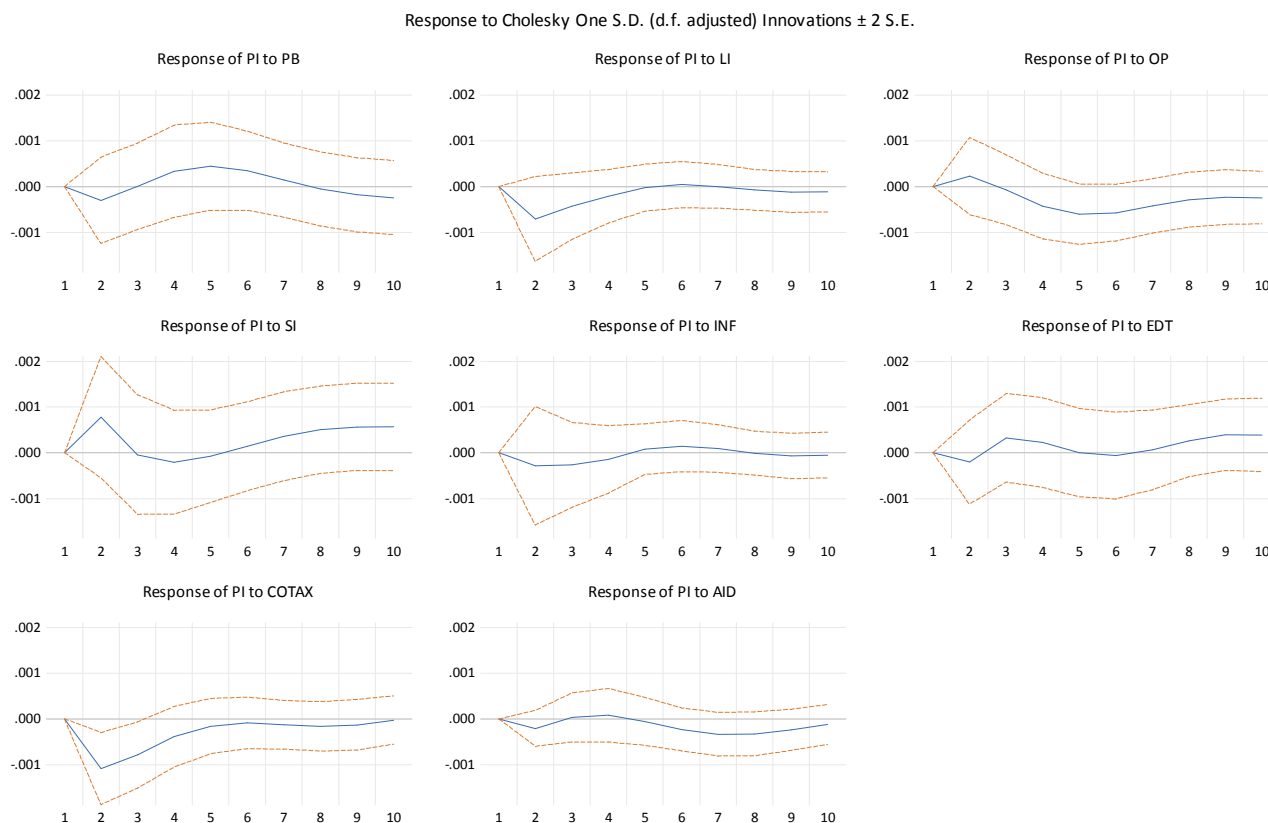 Response to Cholesky One S.D. (d.f. adjusted) Innovations ± 2 S.E.
Response of PI to PB
.002
.001
.000
-.001
1 2 3 4 5 6 7 8 9 10
Response of PI to LI
.002
.001
.000
-.001
1 2 3 4 5 6 7 8 9 10
Response of PI to OP
.002
.001
.000
-.001
1 2 3 4 5 6 7 8 9 10
Response of PI to SI
.002
.001
.000
-.001
1 2 3 4 5 6 7 8 9 10
Response of PI to INF
.002
.001
.000
-.001
1 2 3 4 5 6 7 8 9 10
Response of PI to EDT
.002
.001
.000
-.001
1 2 3 4 5 6 7 8 9 10
Response of PI to COTAX
.002
.001
.000
-.001
1 2 3 4 5 6 7 8 9 10
Response of PI to AID
.002
.001
.000
-.001
1 2 3 4 5 6 7 8 9 10